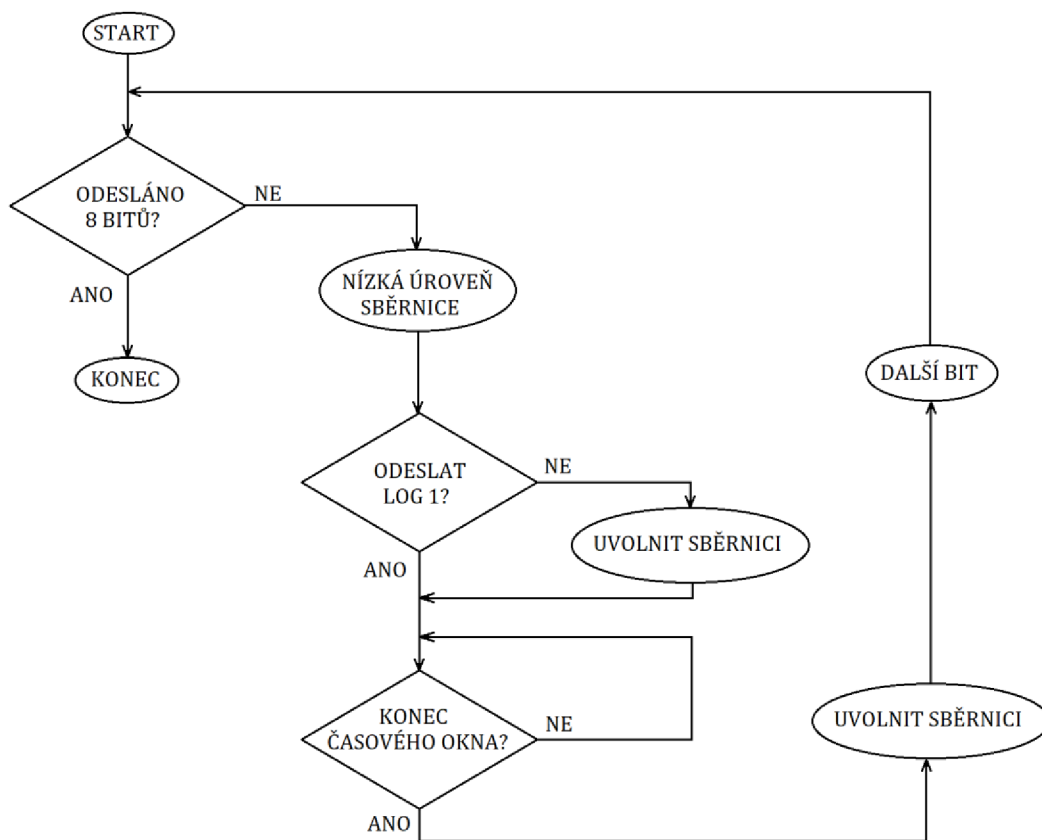 START
ODESLÁNO
8 BITŮ?
NE
ANO
NÍZKÁ ÚROVEŇ
SBĚRNICE
KONEC
DALŠÍ BIT
ODESLAT
LOG 1?
NE
UVOLNIT SBĚRNICI
ANO
KONEC
ČASOVÉHO OKNA?
NE
UVOLNIT SBĚRNICI
ANO